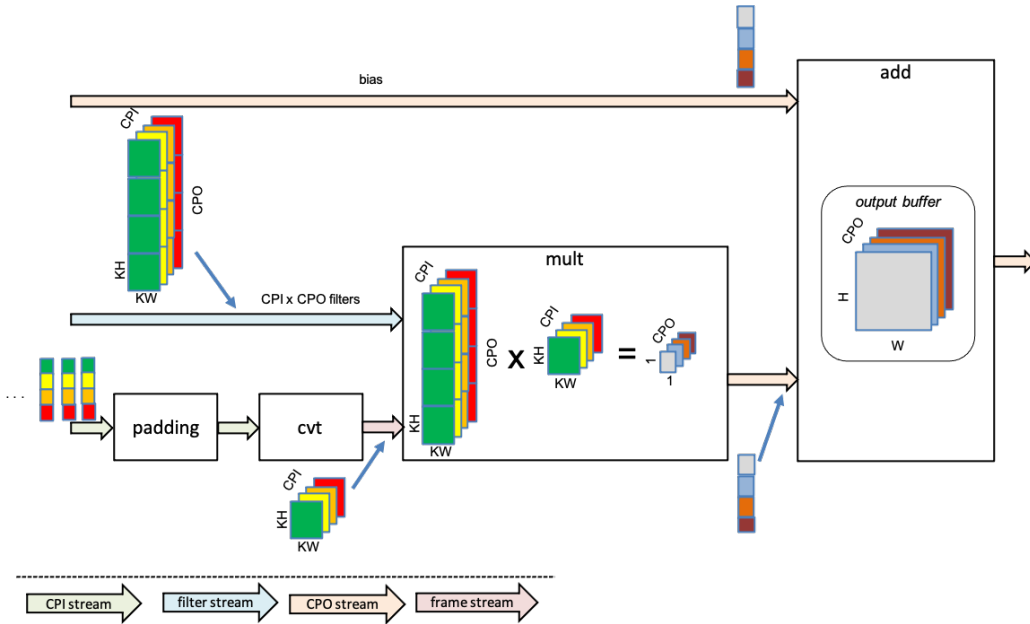 bias
add
CPI
CPO
KH
KW
output buffer
CPO
H
W
CPI x CPO filters
mult
CPI
CPO
KH
KW
X
CPI
KH
KW
=
CPO
1
1
. . .
padding
cvt
CPI
KH
KW
CPI stream
filter stream
CPO stream
frame stream